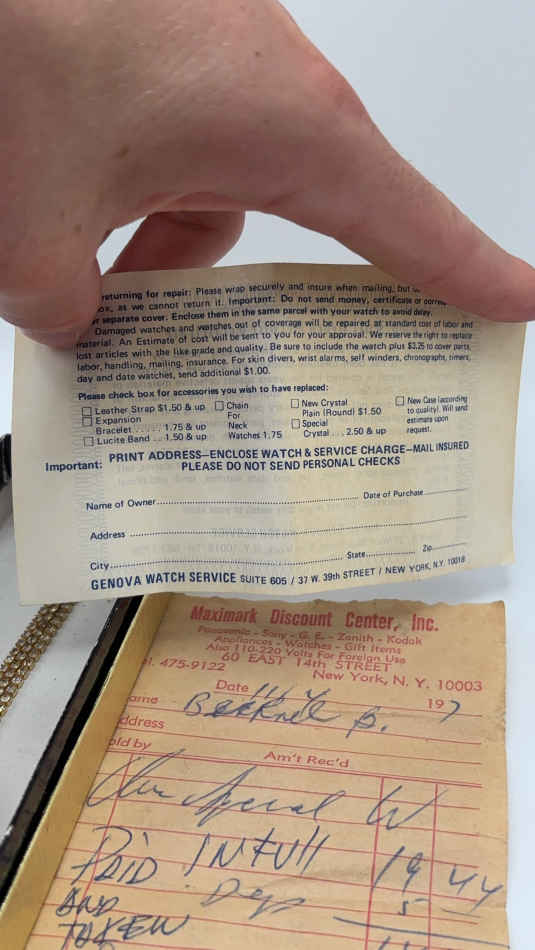 returning for repair: Please wrap securely and insure when mailing, but
ox, as we cannot return it. Important: Do not send money, certificate or
r separate cover. Enclose them in the same parcel with your watch to avoid delay.
Damaged watches and watches out of coverage will be repaired at standard cost of labor and
material. An Estimate of cost will be sent to you for your approval. We reserve the right to replace
lost articles with the like grade and quality. Be sure to include the watch plus $3.25 to cover parts,
labor, handling, mailing, insurance. For skin divers, wrist alarms, self winders, chronographs, timers,
day and date watches, send additional $1.00.
Please check box for accessories you wish to have replaced:
Leather Strap $1.50 & up
Expansion
Bracelet...... 1.75 & up
Lucite Band ... 1.50 & up
Chain
For
Neck
Watches 1.75
New Crystal
Plain (Round) $1.50
Special
Crystal ... 2.50 & up
New Case (according
to quality). Will send
estimate upon
request.
Important: PRINT ADDRESS—ENCLOSE WATCH & SERVICE CHARGE—MAIL INSURED
PLEASE DO NOT SEND PERSONAL CHECKS
Name of Owner Date of Purchase
Address
City State Zip
GENOVA WATCH SERVICE SUITE 605 / 37 W. 39th STREET / NEW YORK, N.Y. 10018
Maximark Discount Center, Inc.
Panasonic - Sony - G. E. - Zenith - Kodak
Appliances - Watches - Gift Items
Also 110-220 Volts For Foreign Use
60 EAST 14th STREET
el. 475-9122 New York, N. Y. 10003
Date 197
ame B.
ddress
old by Am't Rec'd
Special W
PAID IN FULL 19 44
AND Dep 5
TAKEN